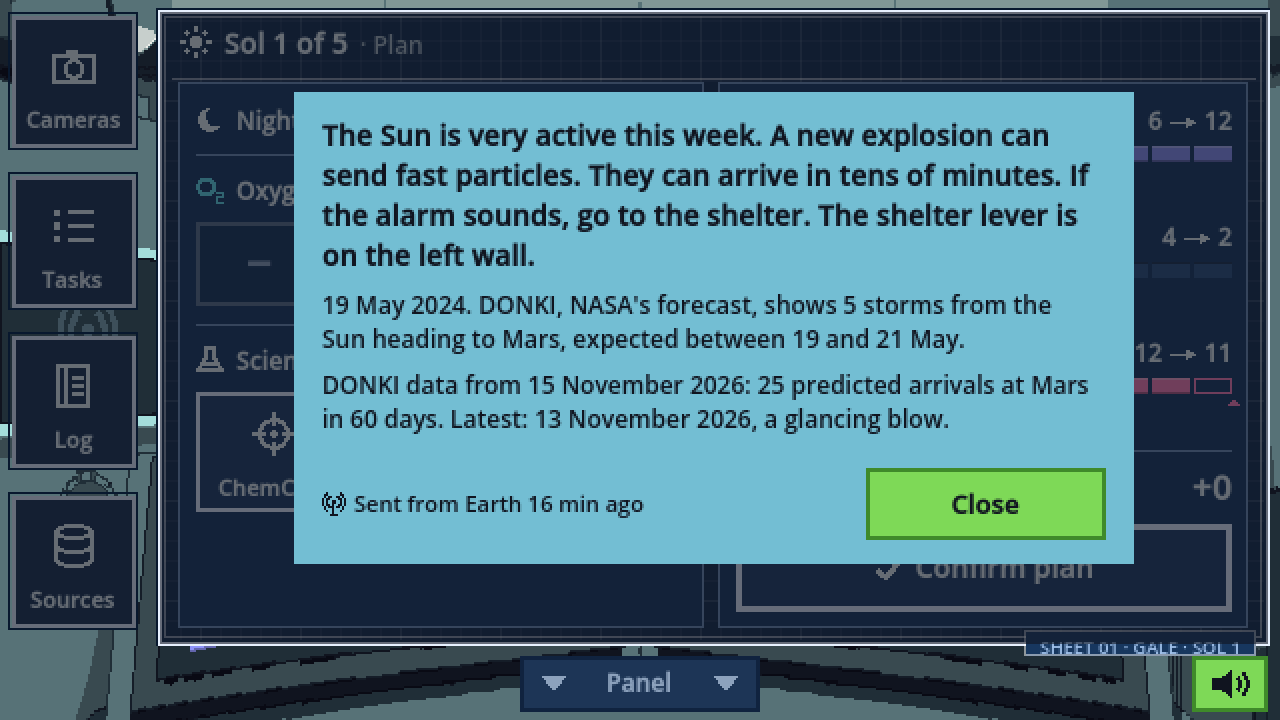 Cameras
Tasks
Log
Sources
Sol 1 of 5 · Plan
Night
6 → 12
Oxyg
4 → 2
12 → 11
Scien
ChemC
+0
Confirm plan
The Sun is very active this week. A new explosion can
send fast particles. They can arrive in tens of minutes. If
the alarm sounds, go to the shelter. The shelter lever is
on the left wall.
19 May 2024. DONKI, NASA's forecast, shows 5 storms from the
Sun heading to Mars, expected between 19 and 21 May.
DONKI data from 15 November 2026: 25 predicted arrivals at Mars
in 60 days. Latest: 13 November 2026, a glancing blow.
Sent from Earth 16 min ago
Close
SHEET 01 · GALE · SOL 1
Panel